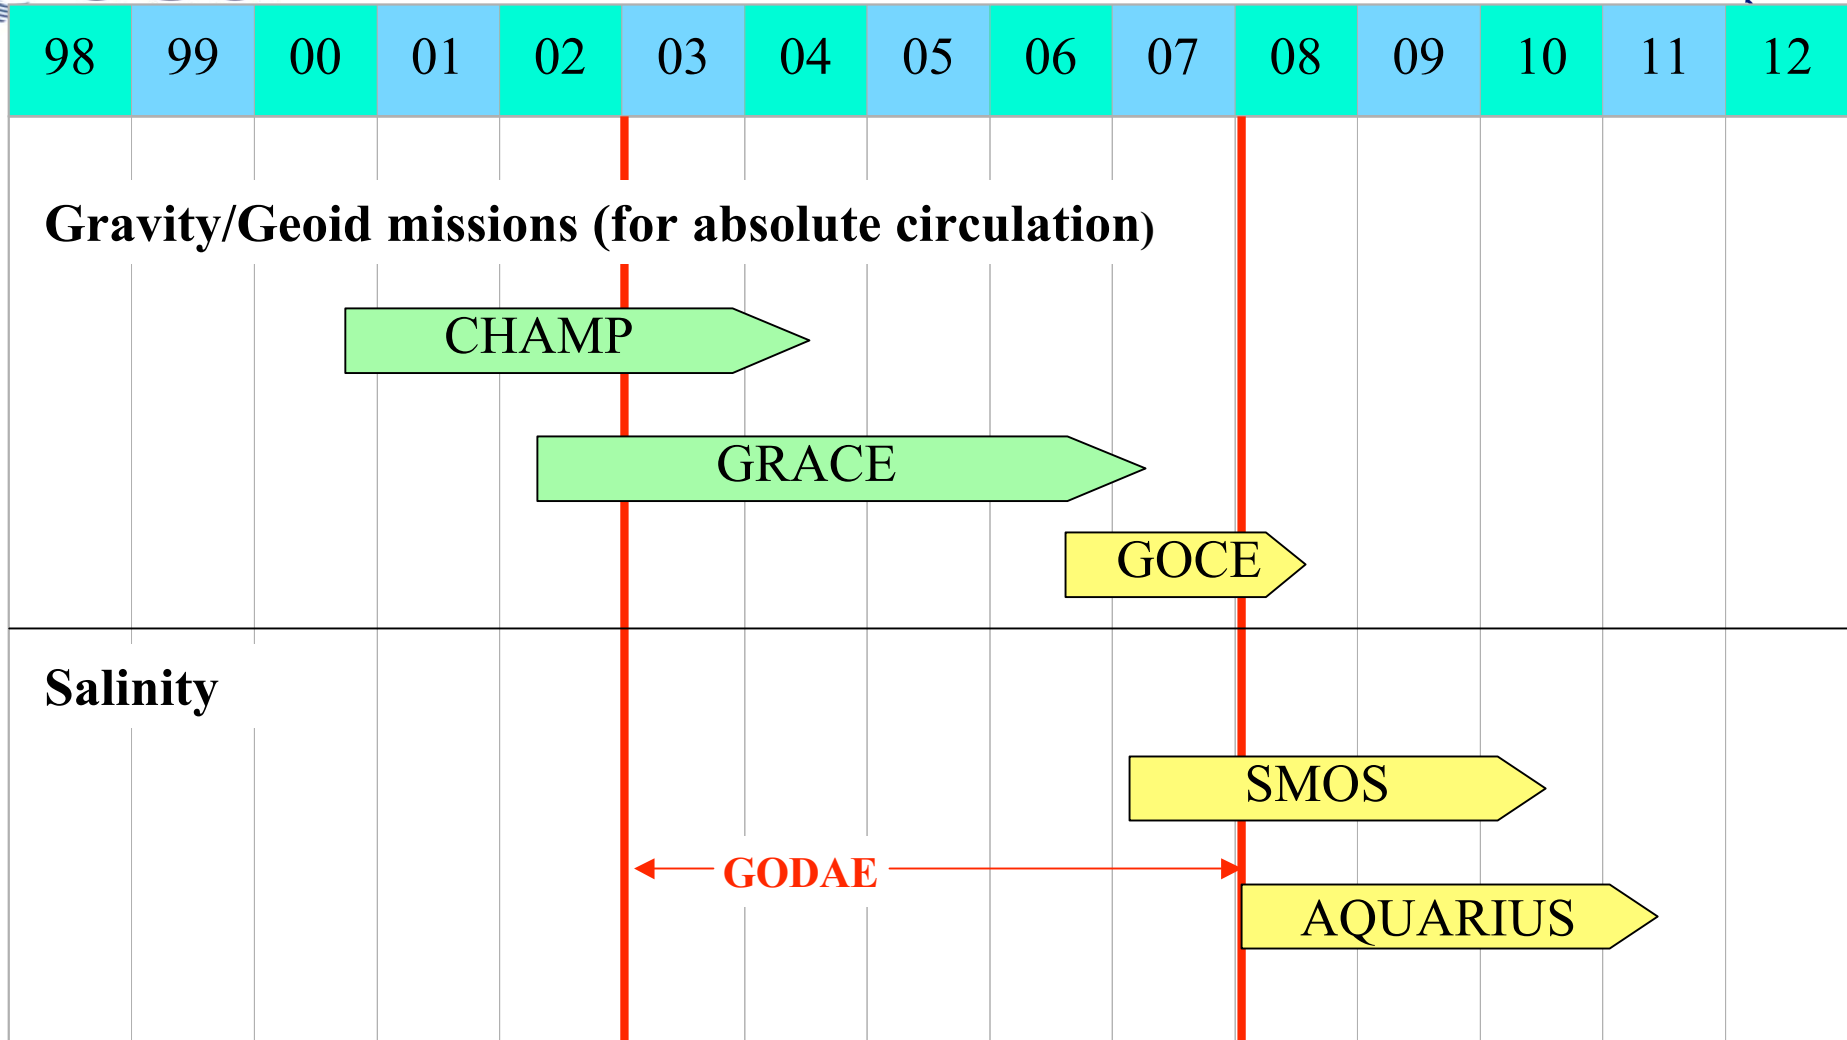 98 99 00 01 02 03 04 05 06 07 08 09 10 11 12
Gravity/Geoid missions (for absolute circulation)
CHAMP
GRACE
GOCE
Salinity
SMOS
GODAE
AQUARIUS